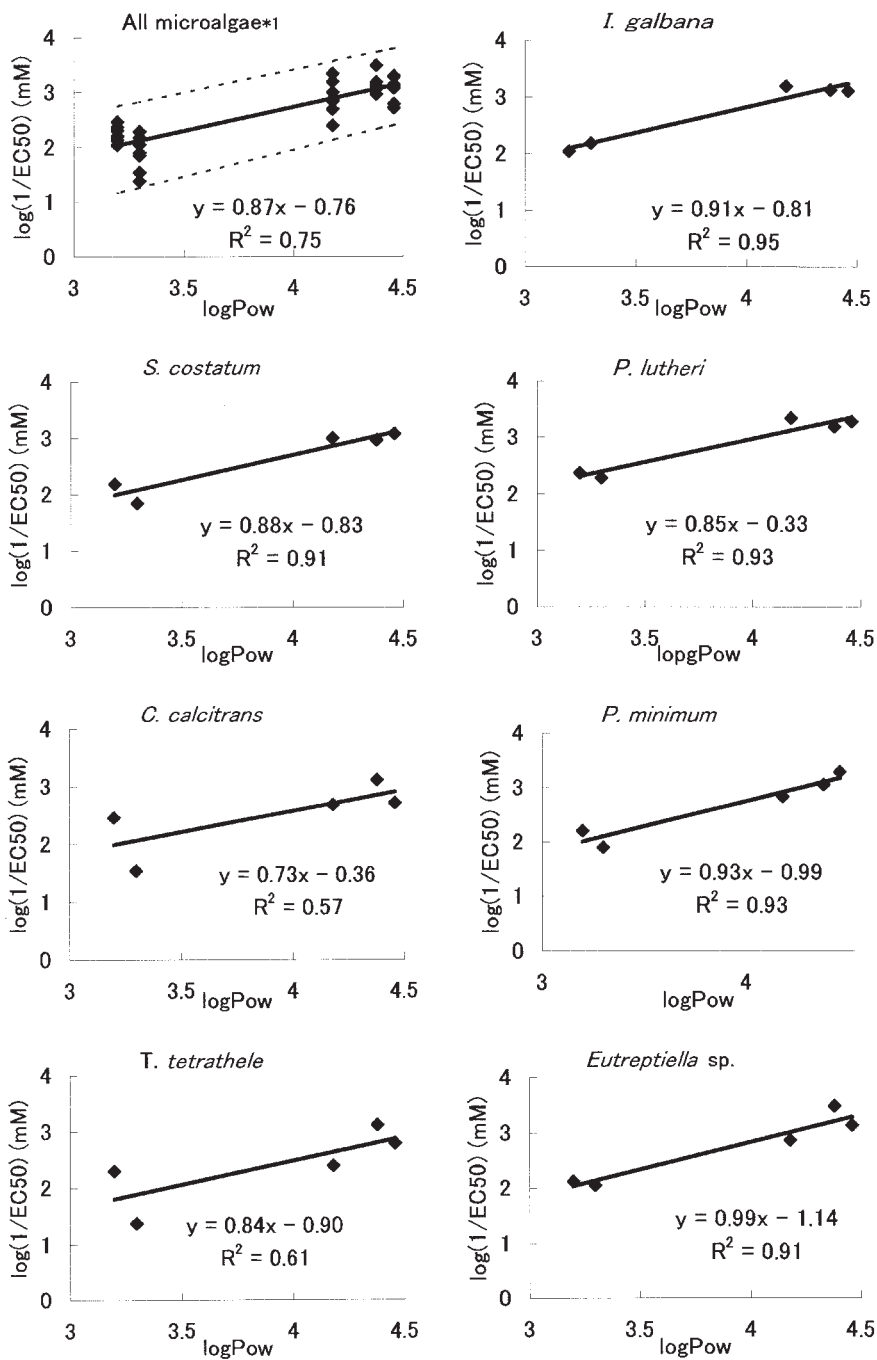 All microalgae*1
log(1/EC50) (mM)
4
3
2
1
0
y = 0.87x − 0.76
R² = 0.75
3
3.5
4
4.5
logPow
I. galbana
log(1/EC50) (mM)
4
3
2
1
0
y = 0.91x − 0.81
R² = 0.95
3
3.5
4
4.5
logPow
S. costatum
log(1/EC50) (mM)
4
3
2
1
0
y = 0.88x − 0.83
R² = 0.91
3
3.5
4
4.5
logPow
P. lutheri
log(1/EC50) (mM)
4
3
2
1
0
y = 0.85x − 0.33
R² = 0.93
3
3.5
4
4.5
lopgPow
C. calcitrans
log(1/EC50) (mM)
4
3
2
1
0
y = 0.73x − 0.36
R² = 0.57
3
3.5
4
4.5
logPow
P. minimum
log(1/EC50) (mM)
4
3
2
1
0
y = 0.93x − 0.99
R² = 0.93
3
4
logPow
T. tetrathele
log(1/EC50) (mM)
4
3
2
1
0
y = 0.84x − 0.90
R² = 0.61
3
3.5
4
4.5
logPow
Eutreptiella sp.
log(1/EC50) (mM)
4
3
2
1
0
y = 0.99x − 1.14
R² = 0.91
3
3.5
4
4.5
logPow